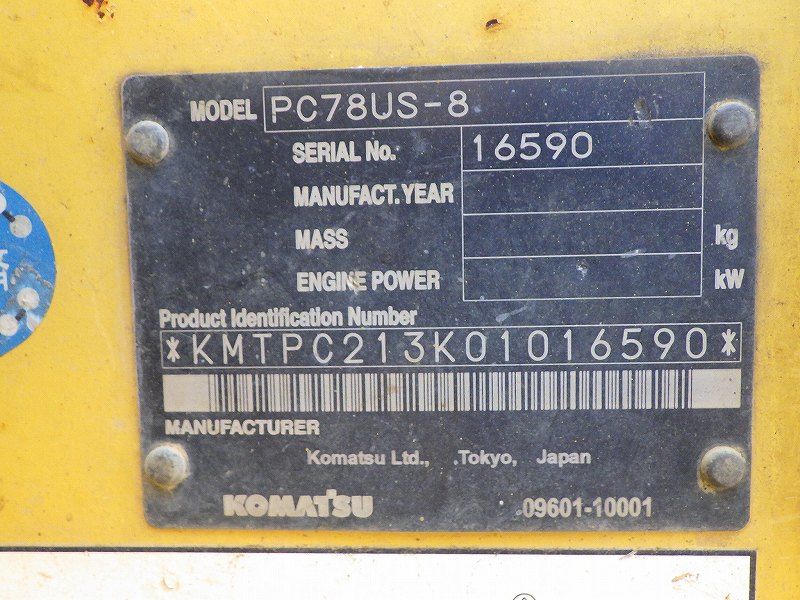 MODEL PC78US-8
SERIAL No. 16590
MANUFACT. YEAR
MASS kg
ENGINE POWER kW
Product Identification Number
*KMTPC213K01016590*
MANUFACTURER
Komatsu Ltd., .Tokyo, Japan
KOMATSU 09601-10001